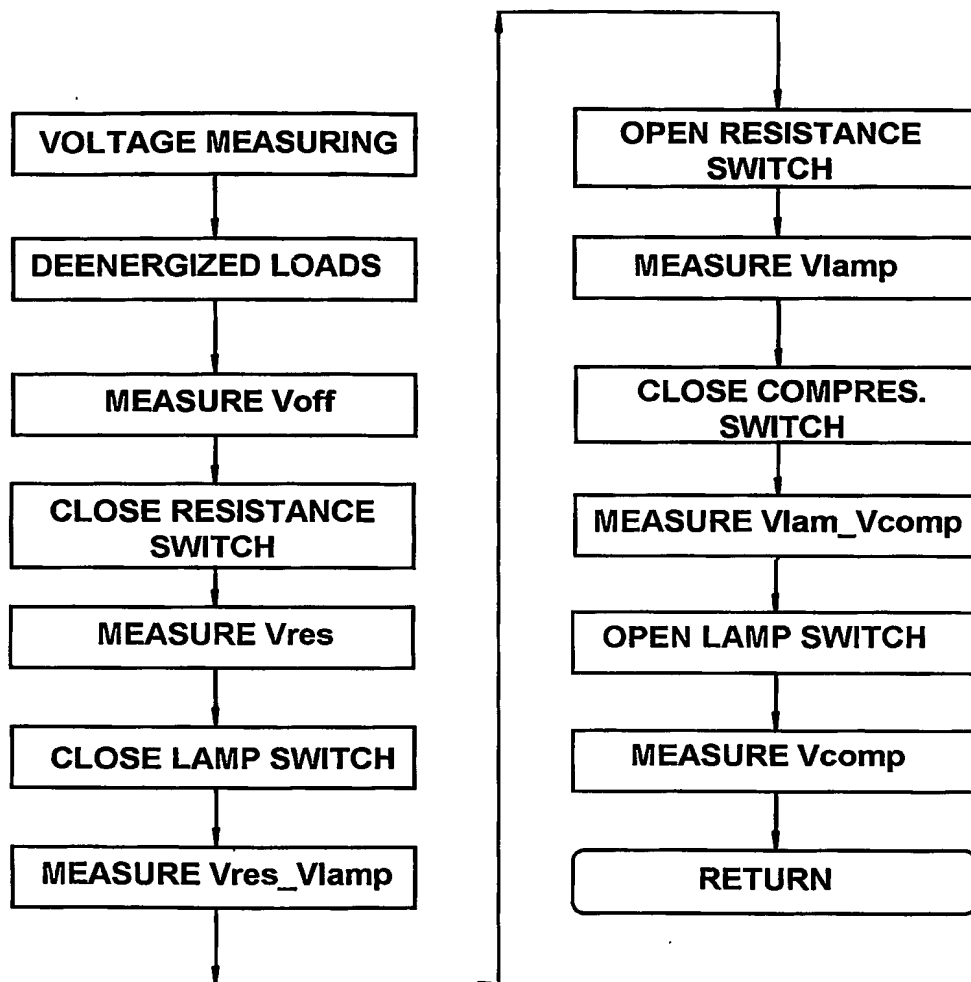 VOLTAGE MEASURING
DEENERGIZED LOADS
MEASURE Voff
CLOSE RESISTANCE
SWITCH
MEASURE Vres
CLOSE LAMP SWITCH
MEASURE Vres_Vlamp
OPEN RESISTANCE
SWITCH
MEASURE Vlamp
CLOSE COMPRES.
SWITCH
MEASURE Vlam_Vcomp
OPEN LAMP SWITCH
MEASURE Vcomp
RETURN